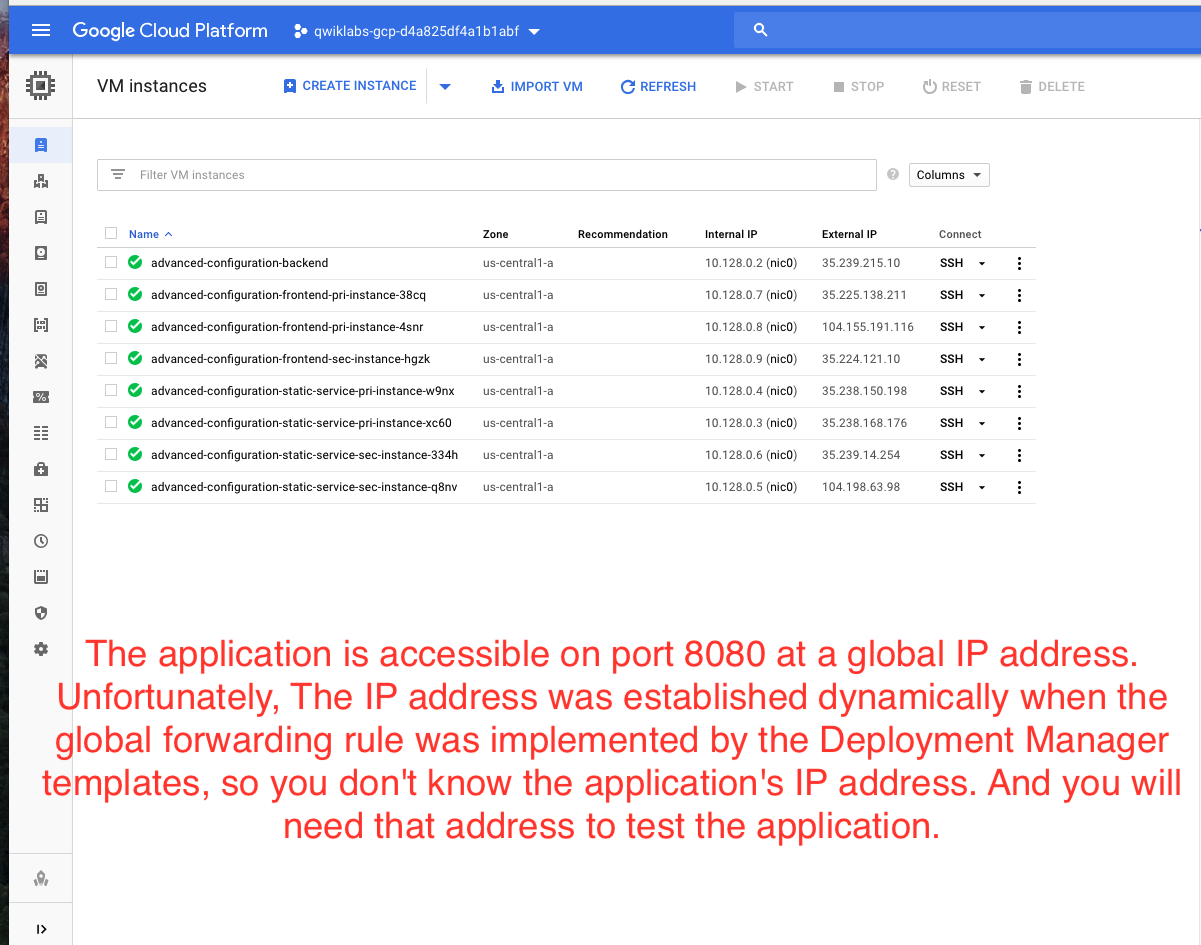 Google Cloud Platform qwiklabs-gcp-d4a825df4a1b1abf
VM instances CREATE INSTANCE IMPORT VM REFRESH START STOP RESET DELETE
Filter VM instances Columns
Name Zone Recommendation Internal IP External IP Connect
advanced-configuration-backend us-central1-a 10.128.0.2 (nic0) 35.239.215.10 SSH
advanced-configuration-frontend-pri-instance-38cq us-central1-a 10.128.0.7 (nic0) 35.225.138.211 SSH
advanced-configuration-frontend-pri-instance-4snr us-central1-a 10.128.0.8 (nic0) 104.155.191.116 SSH
advanced-configuration-frontend-sec-instance-hgzk us-central1-a 10.128.0.9 (nic0) 35.224.121.10 SSH
advanced-configuration-static-service-pri-instance-w9nx us-central1-a 10.128.0.4 (nic0) 35.238.150.198 SSH
advanced-configuration-static-service-pri-instance-xc60 us-central1-a 10.128.0.3 (nic0) 35.238.168.176 SSH
advanced-configuration-static-service-sec-instance-334h us-central1-a 10.128.0.6 (nic0) 35.239.14.254 SSH
advanced-configuration-static-service-sec-instance-q8nv us-central1-a 10.128.0.5 (nic0) 104.198.63.98 SSH
The application is accessible on port 8080 at a global IP address.
Unfortunately, The IP address was established dynamically when the
global forwarding rule was implemented by the Deployment Manager
templates, so you don't know the application's IP address. And you will
need that address to test the application.